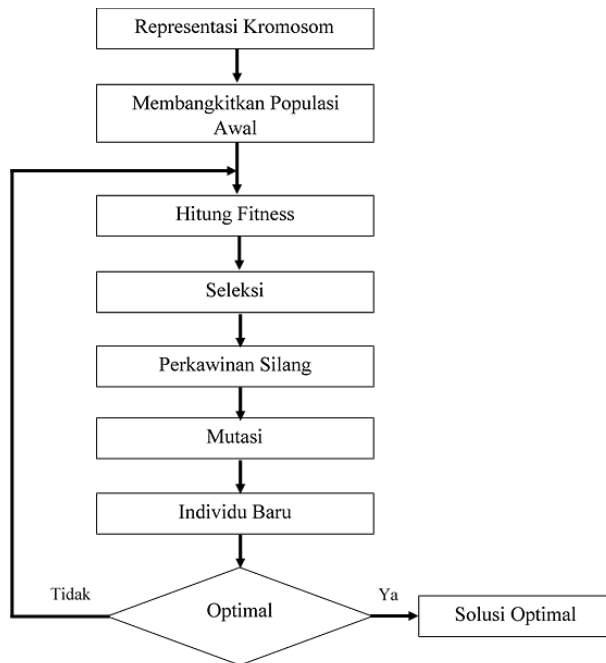 Representasi Kromosom
Membangkitkan Populasi
Awal
Hitung Fitness
Seleksi
Perkawinan Silang
Mutasi
Individu Baru
Tidak
Optimal
Ya
Solusi Optimal